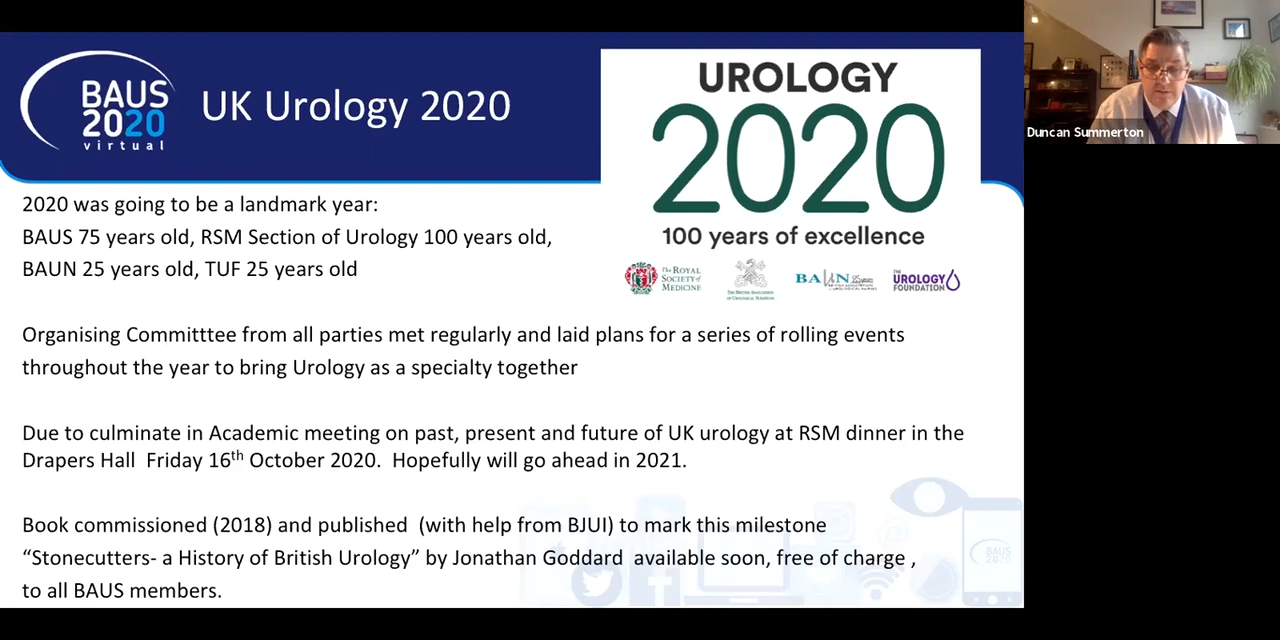 BAUS
2020
virtual
UK Urology 2020
UROLOGY
2020
100 years of excellence
The ROYAL
SOCIETY of
MEDICINE
THE BRITISH ASSOCIATION
OF UROLOGICAL SURGEONS
BAUN
THE
UROLOGY
FOUNDATION
Duncan Summerton
2020 was going to be a landmark year:
BAUS 75 years old, RSM Section of Urology 100 years old,
BAUN 25 years old, TUF 25 years old
Organising Committtee from all parties met regularly and laid plans for a series of rolling events
throughout the year to bring Urology as a specialty together
Due to culminate in Academic meeting on past, present and future of UK urology at RSM dinner in the
Drapers Hall Friday 16th October 2020. Hopefully will go ahead in 2021.
Book commissioned (2018) and published (with help from BJUI) to mark this milestone
“Stonecutters- a History of British Urology” by Jonathan Goddard available soon, free of charge ,
to all BAUS members.